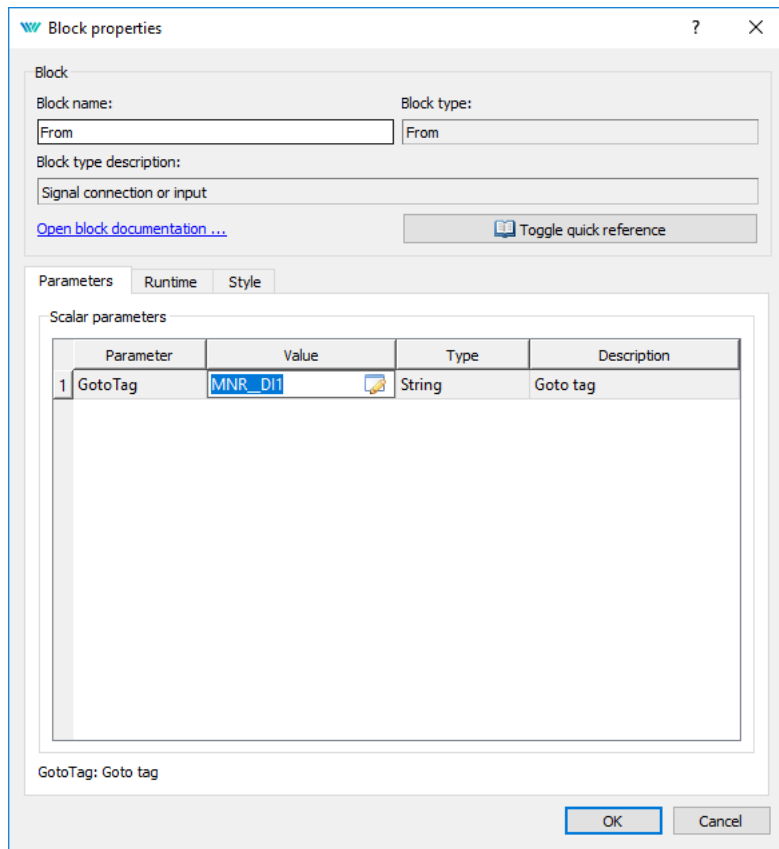 Block properties
?
Block
Block name:
Block type:
From
From
Block type description:
Signal connection or input
Open block documentation ...
Toggle quick reference
Parameters
Runtime
Style
Scalar parameters
Parameter Value Type Description
1 GotoTag MNR__DI1 String Goto tag
GotoTag: Goto tag
OK
Cancel